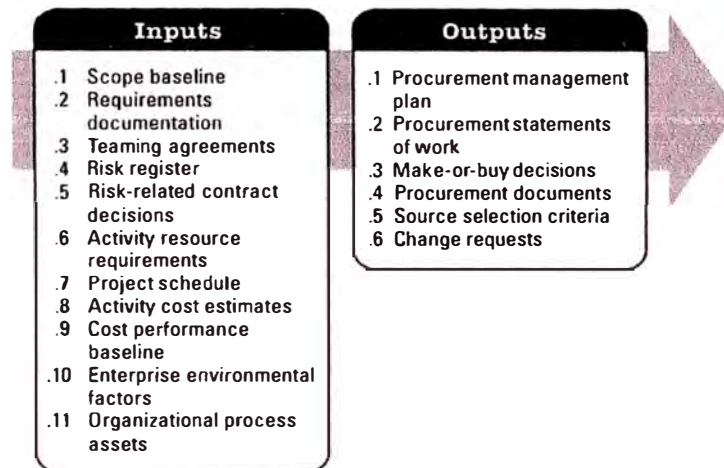 Inputs
.1 Scope baseline
.2 Requirements
documentation
.3 Teaming agreements
.4 Risk register
.5 Risk-related contract
decisions
.6 Activity resource
requirements
.7 Project schedule
.8 Activity cost estimates
.9 Cost performance
baseline
.10 Enterprise environmental
factors
.11 Organizational process
assets
Outputs
.1 Procurement management
plan
.2 Procurement statements
of work
.3 Make-or-buy decisions
.4 Procurement documents
.5 Source selection criteria
.6 Change requests